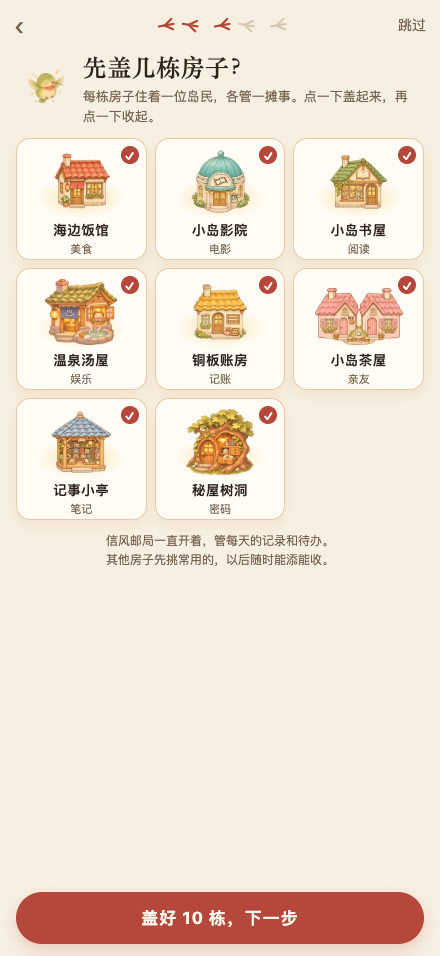 跳过
先盖几栋房子?
每栋房子住着一位岛民，各管一摊事。点一下盖起来，再
点一下收起。
海边饭馆
美食
小岛影院
电影
小岛书屋
阅读
温泉汤屋
娱乐
铜板账房
记账
小岛茶屋
亲友
记事小亭
笔记
秘屋树洞
密码
信风邮局一直开着，管每天的记录和待办。
其他房子先挑常用的，以后随时能添能收。
盖好 10 栋，下一步